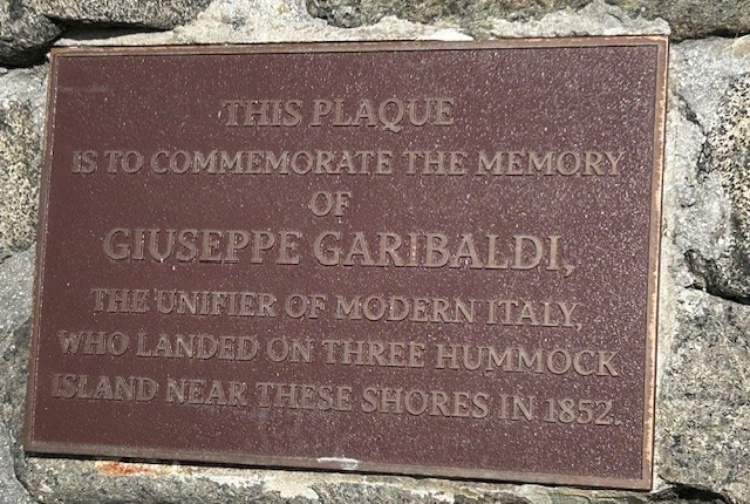 THIS PLAQUE
IS TO COMMEMORATE THE MEMORY
OF
GIUSEPPE GARIBALDI,
THE UNIFIER OF MODERN ITALY,
WHO LANDED ON THREE HUMMOCK
ISLAND NEAR THESE SHORES IN 1852.